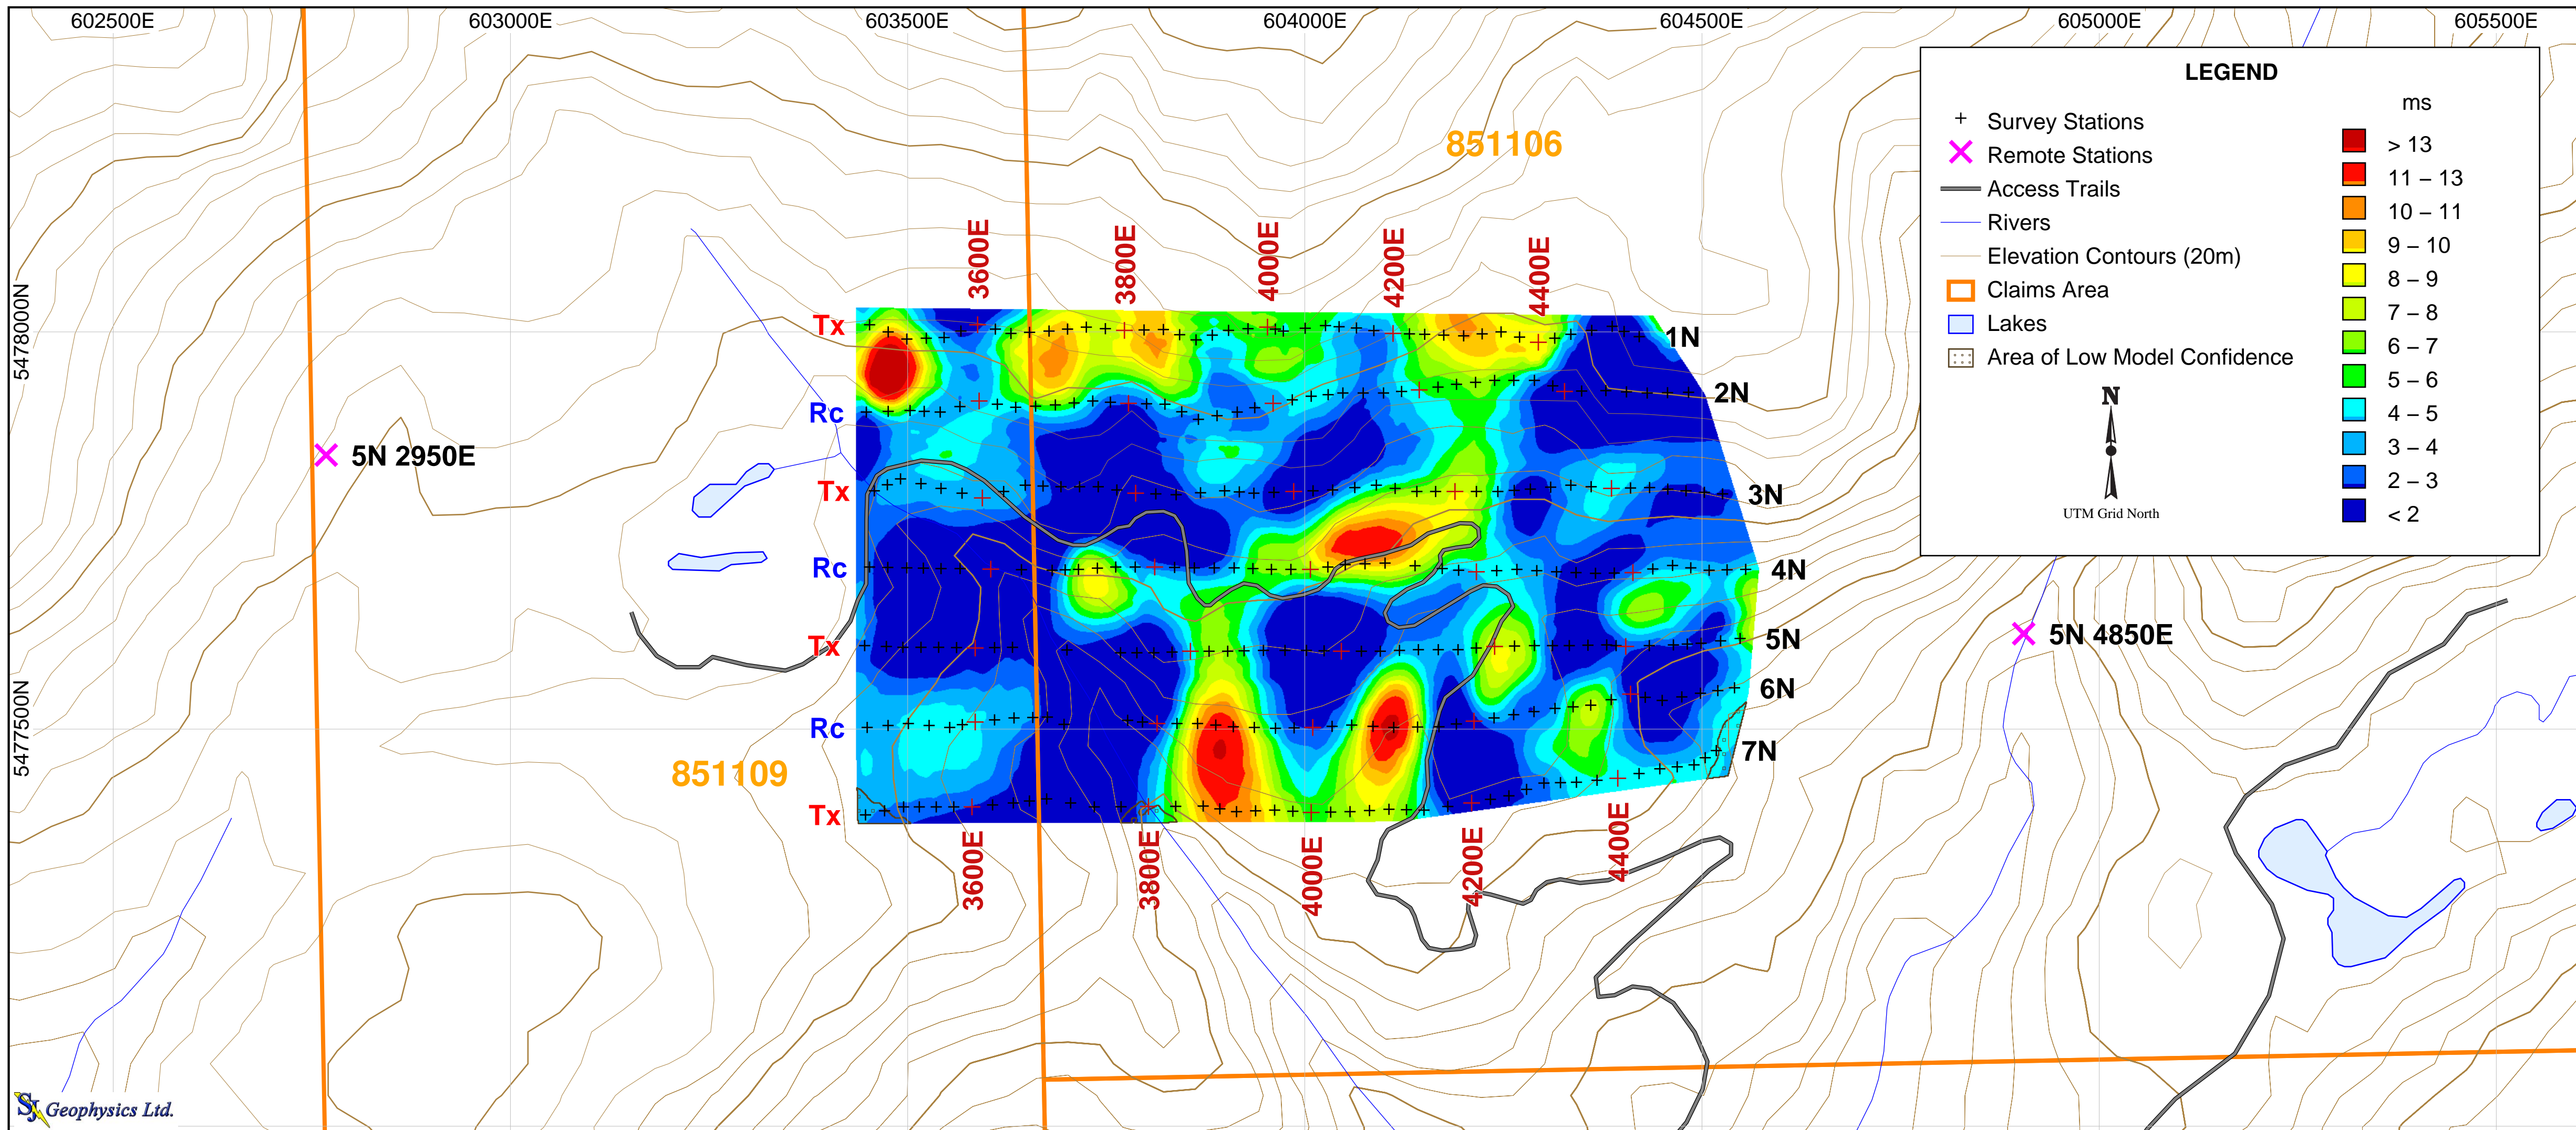 602500E 603000E 603500E 604000E 604500E 605000E 605500E
LEGEND
ms
Survey Stations
Remote Stations
Access Trails
Rivers
Elevation Contours (20m)
Claims Area
Lakes
Area of Low Model Confidence
> 13
11 – 13
10 – 11
9 – 10
8 – 9
7 – 8
6 – 7
5 – 6
4 – 5
3 – 4
2 – 3
< 2
N
UTM Grid North
851106
3600E 3800E 4000E 4200E 4400E
5478000N
Tx 1N
Rc 2N
5N 2950E
Tx 3N
Rc 4N
Tx 5N
5N 4850E
6N
5477500N
Rc
7N
851109
Tx
3600E 3800E 4000E 4200E 4400E
SJ Geophysics Ltd.